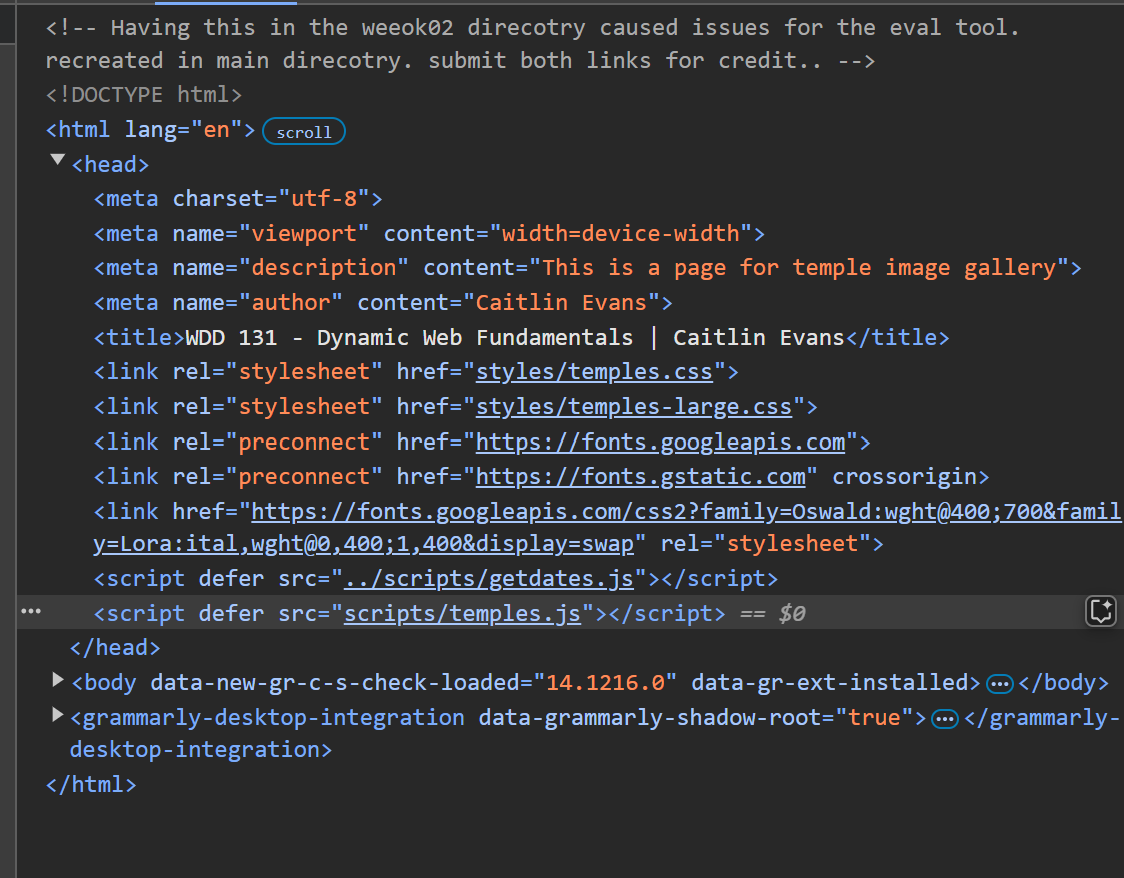 <!-- Having this in the weeok02 direcotry caused issues for the eval tool.
recreated in main direcotry. submit both links for credit.. -->
<!DOCTYPE html>
<html lang="en"> scroll
<head>
<meta charset="utf-8">
<meta name="viewport" content="width=device-width">
<meta name="description" content="This is a page for temple image gallery">
<meta name="author" content="Caitlin Evans">
<title>WDD 131 - Dynamic Web Fundamentals | Caitlin Evans</title>
<link rel="stylesheet" href="styles/temples.css">
<link rel="stylesheet" href="styles/temples-large.css">
<link rel="preconnect" href="https://fonts.googleapis.com">
<link rel="preconnect" href="https://fonts.gstatic.com" crossorigin>
<link href="https://fonts.googleapis.com/css2?family=Oswald:wght@400;700&famil
y=Lora:ital,wght@0,400;1,400&display=swap" rel="stylesheet">
<script defer src="../scripts/getdates.js"></script>
<script defer src="scripts/temples.js"></script> == $0
</head>
<body data-new-gr-c-s-check-loaded="14.1216.0" data-gr-ext-installed>…</body>
<grammarly-desktop-integration data-grammarly-shadow-root="true">…</grammarly-
desktop-integration>
</html>